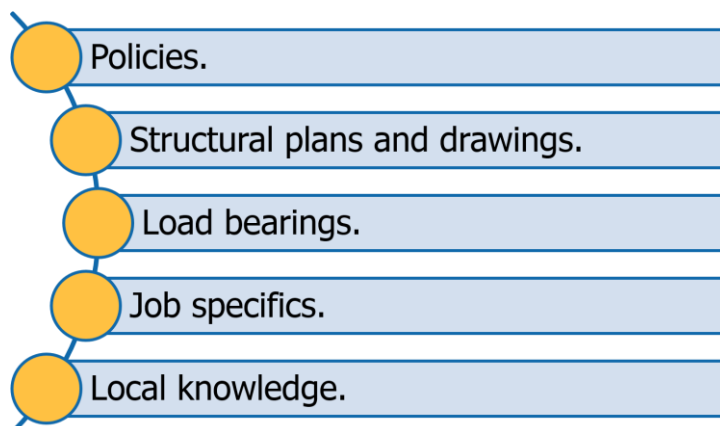 Policies.
Structural plans and drawings.
Load bearings.
Job specifics.
Local knowledge.